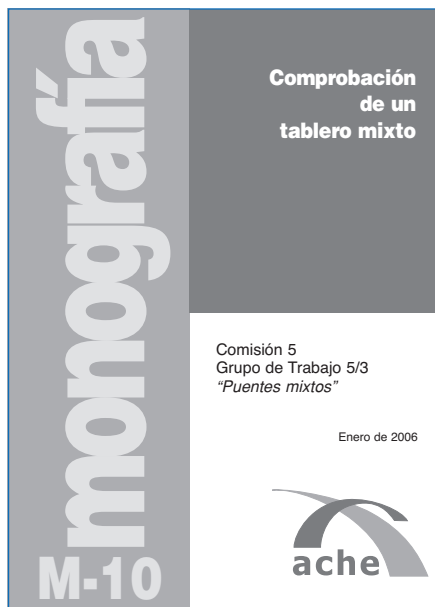 monografía
M-10
Comprobación
de un
tablero mixto
Comisión 5
Grupo de Trabajo 5/3
“Puentes mixtos”
Enero de 2006
ache